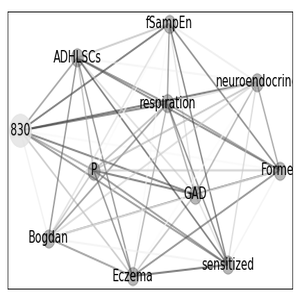 fSampEn
ADHLSCs
neuroendocrin
respiration
830
P
Forme
GAD
Bogdan
sensitized
Eczema